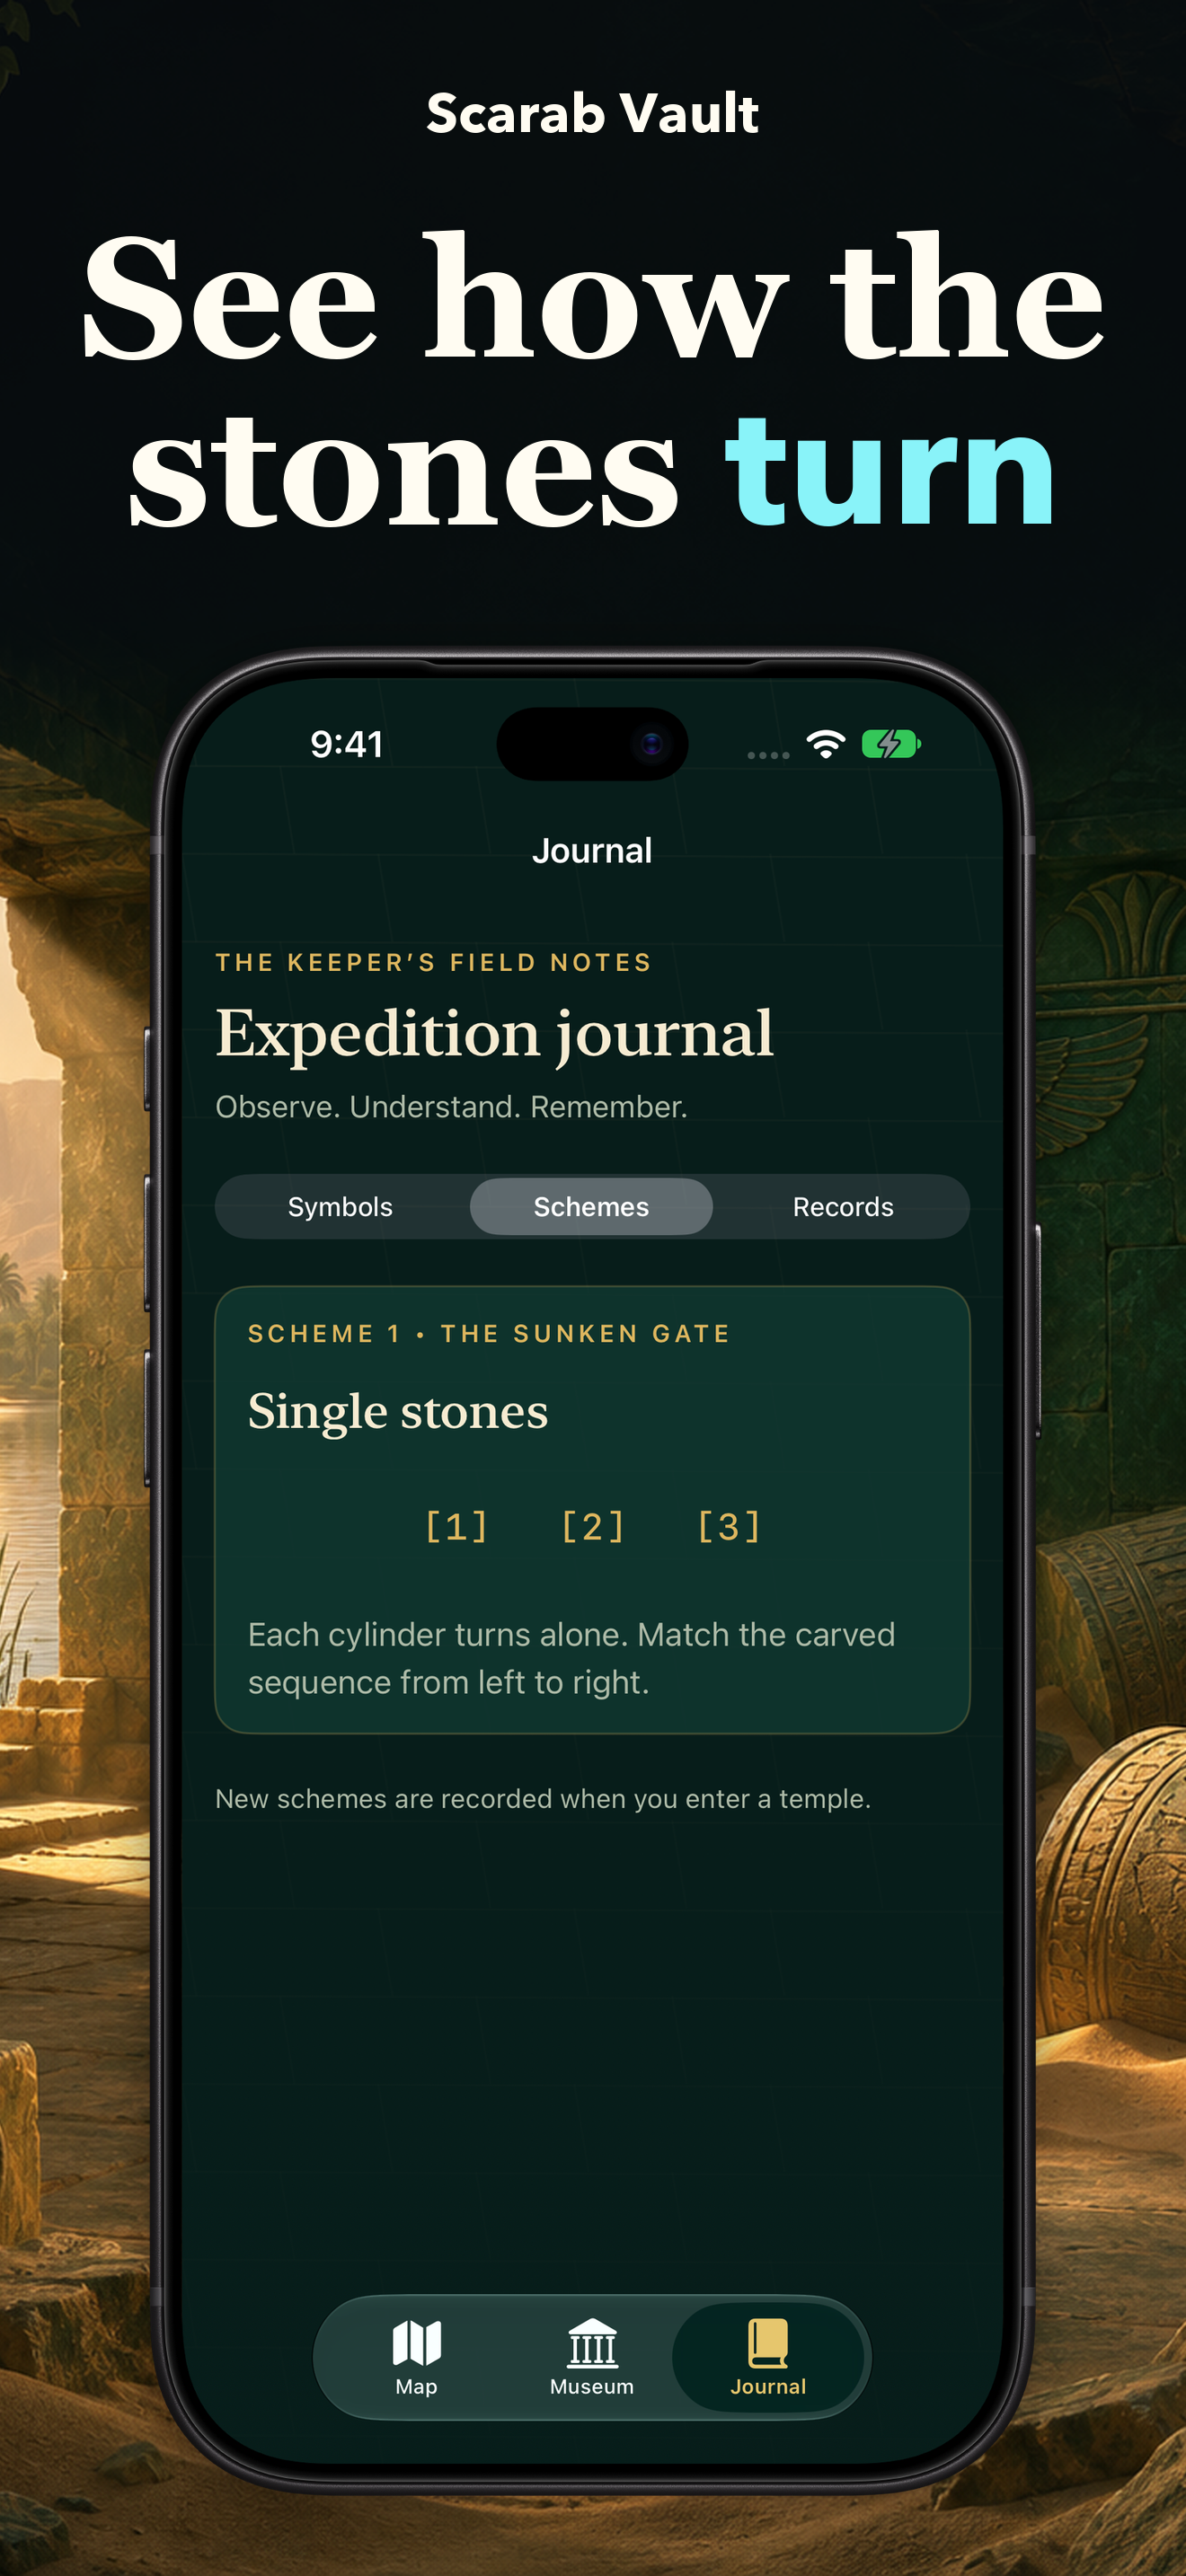 Scarab Vault
See how the
stones turn
9:41
Journal
THE KEEPER’S FIELD NOTES
Expedition journal
Observe. Understand. Remember.
Symbols
Schemes
Records
SCHEME 1 • THE SUNKEN GATE
Single stones
[1] [2] [3]
Each cylinder turns alone. Match the carved
sequence from left to right.
New schemes are recorded when you enter a temple.
Map
Museum
Journal